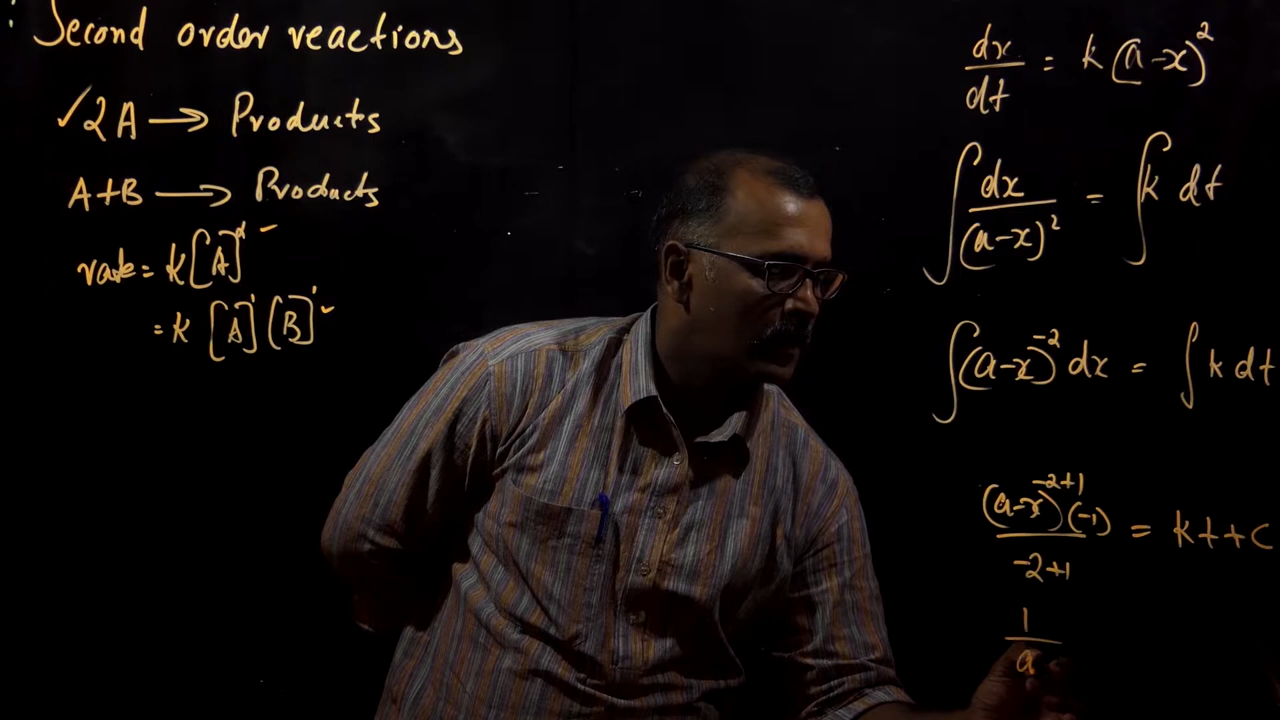 Second order reactions
✓2A → Products
A+B → Products
rate = k[A]²
= k [A]¹ [B]¹
dx/dt = k(a-x)²
∫ dx/(a-x)² = ∫k dt
∫(a-x)⁻² dx = ∫ k dt
(a-x)⁻²⁺¹(-1)/-2+1 = kt+c
1/a